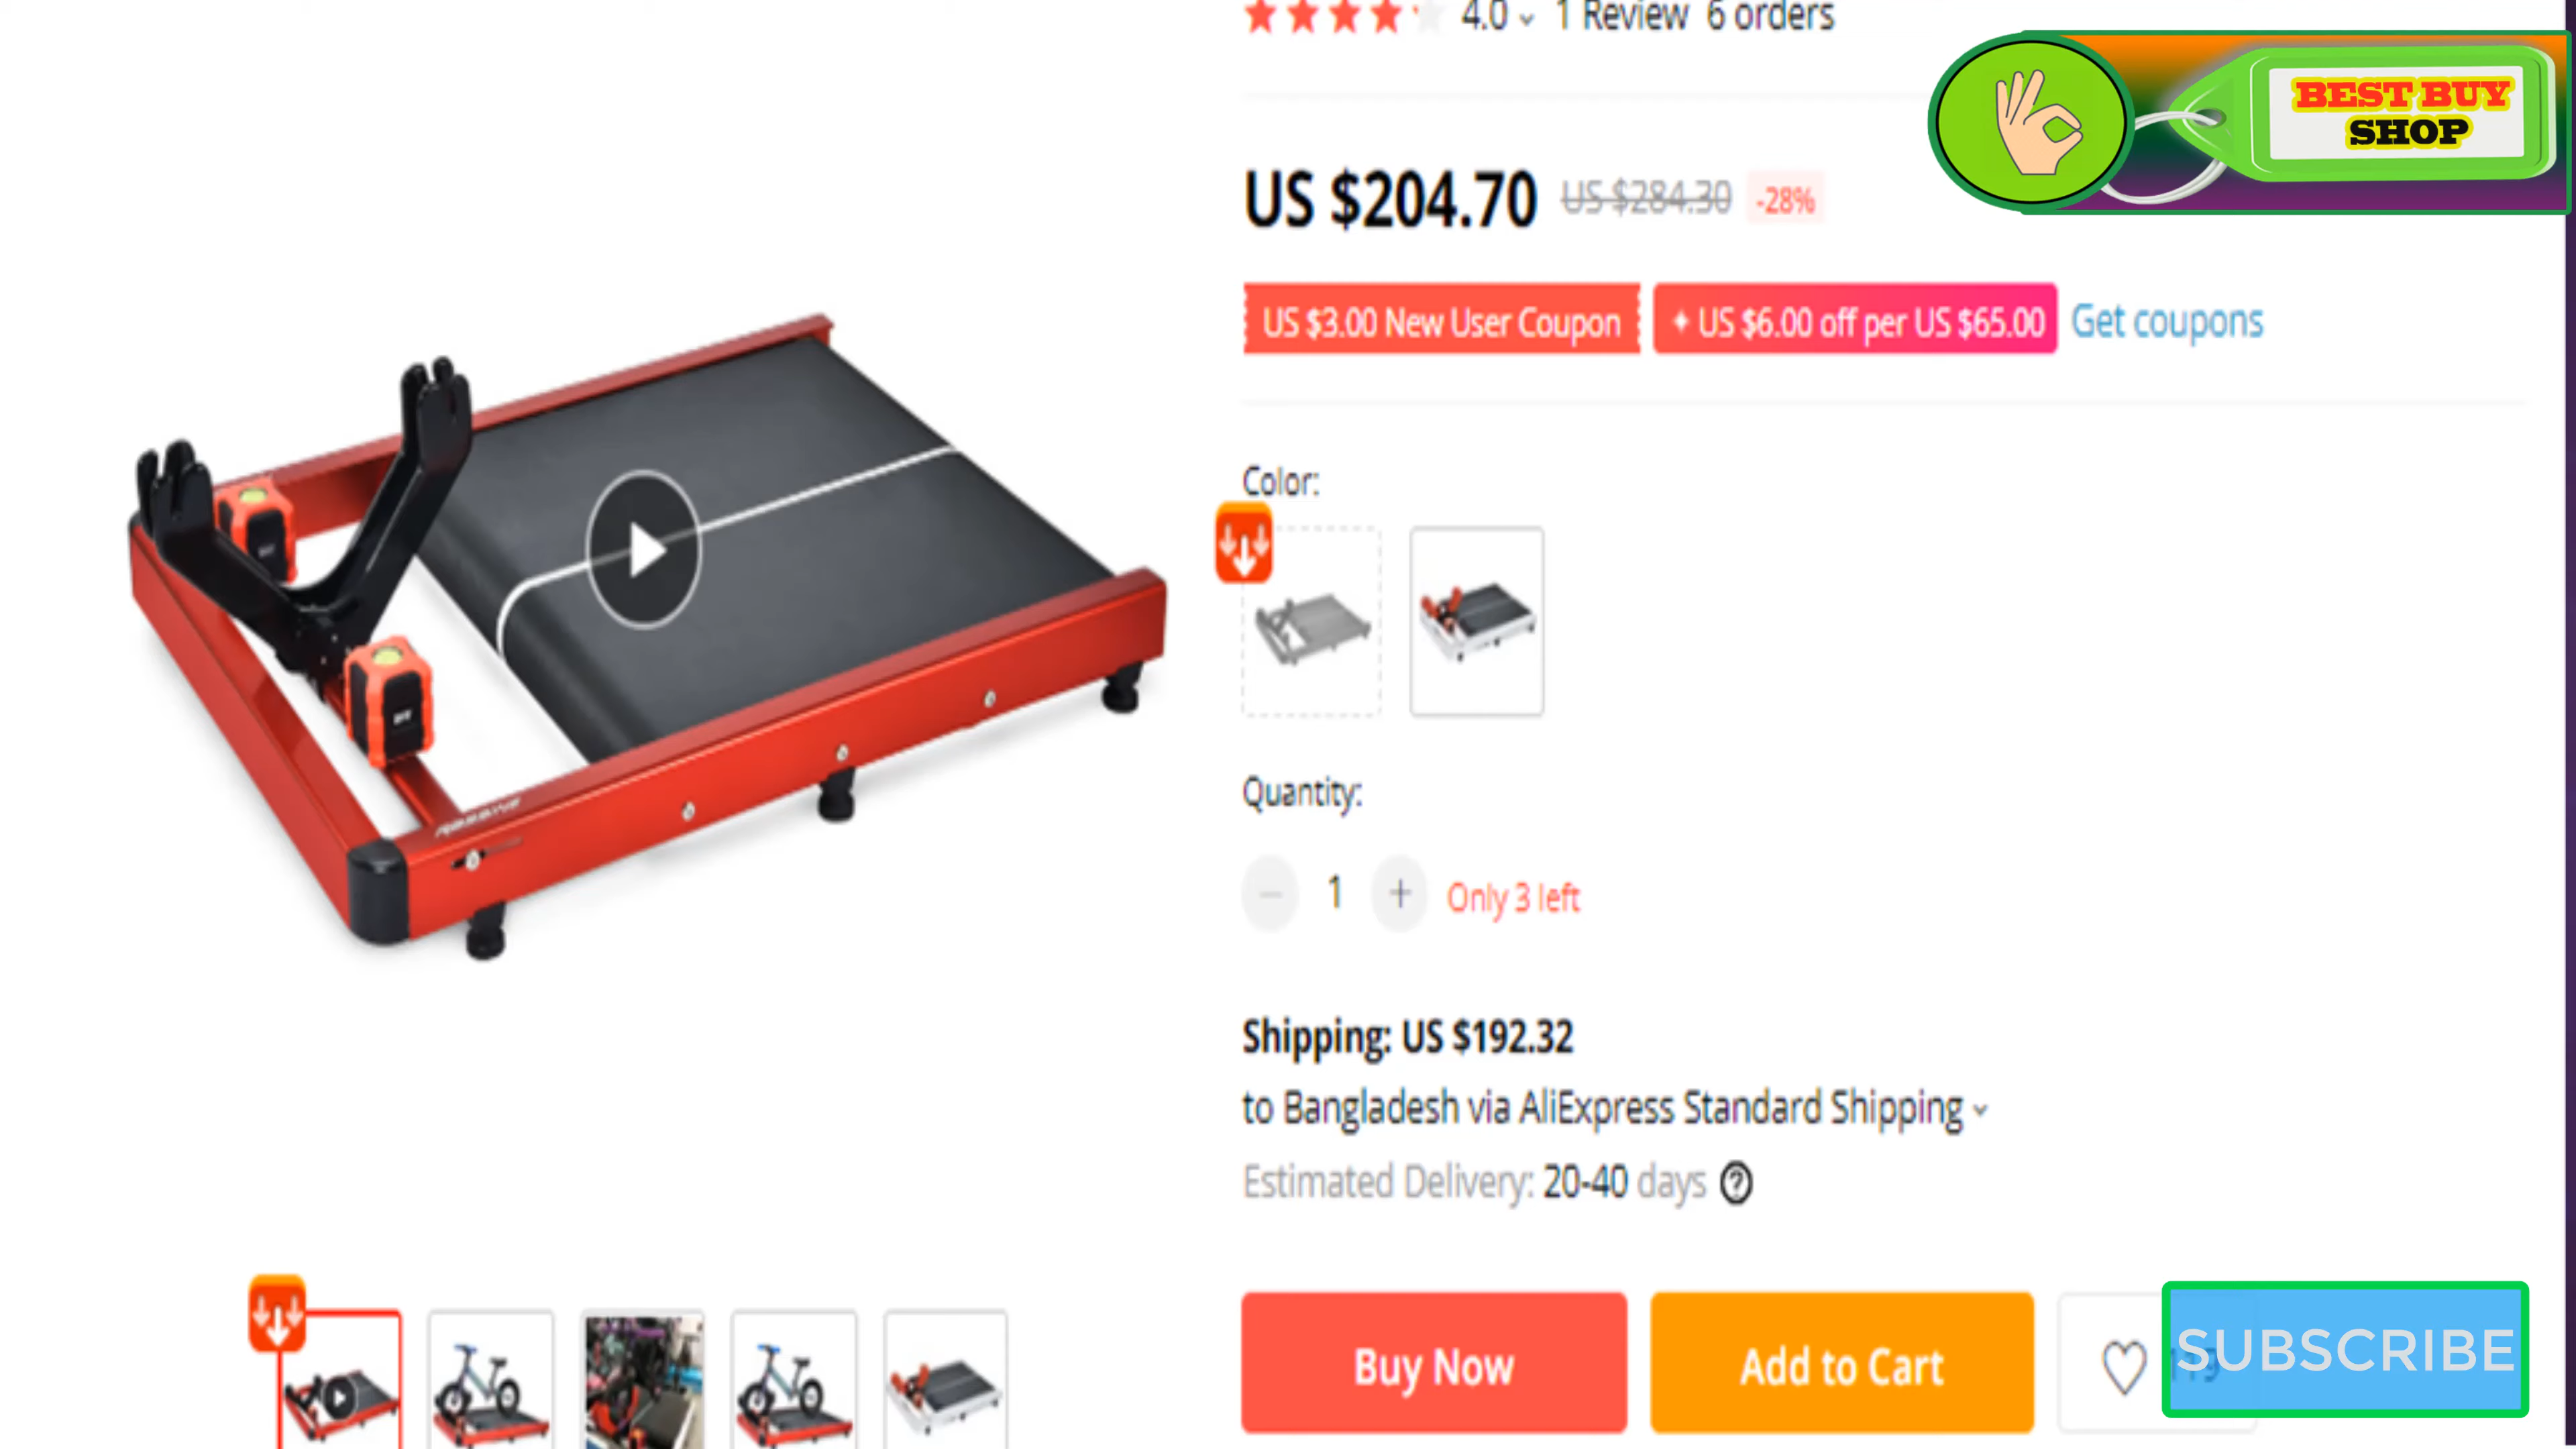 4.0 1 Review 6 orders
BEST BUY
SHOP
US $204.70 US $284.30 -28%
US $3.00 New User Coupon US $6.00 off per US $65.00 Get coupons
Color:
Quantity:
1 Only 3 left
Shipping: US $192.32
to Bangladesh via AliExpress Standard Shipping
Estimated Delivery: 20-40 days
Buy Now Add to Cart
SUBSCRIBE